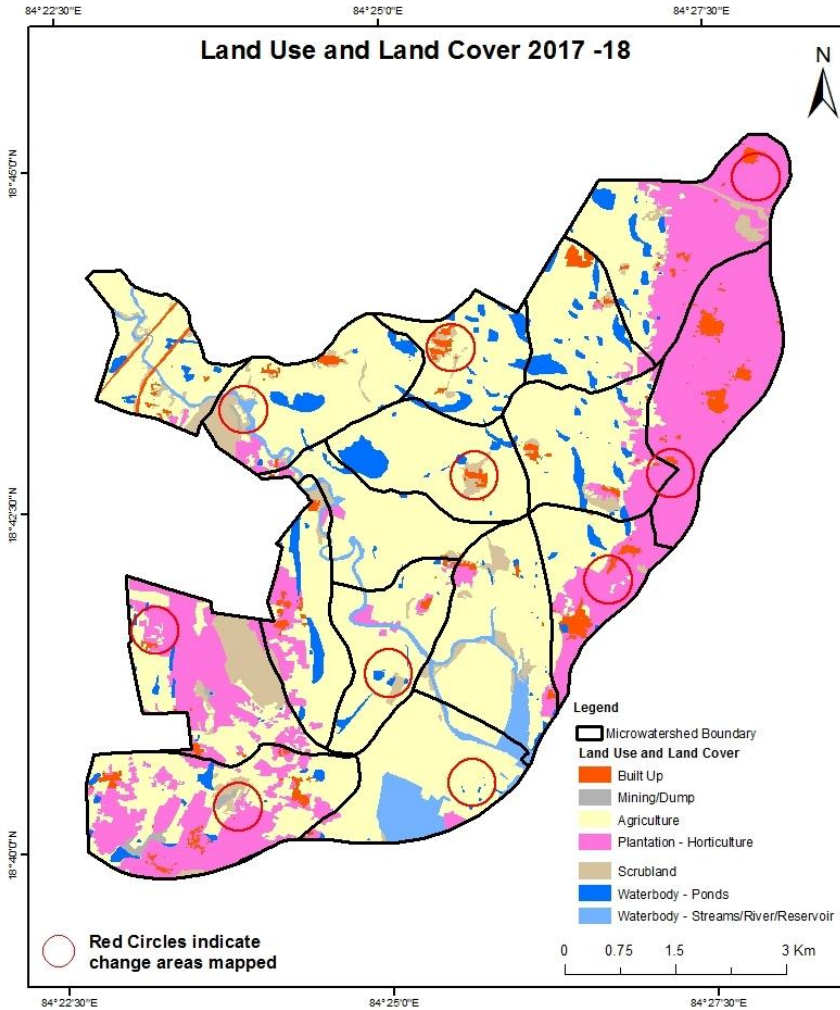 84°22'30"E
84°25'0"E
84°27'30"E
Land Use and Land Cover 2017 -18
N
18°45'0"N
18°42'30"N
18°40'0"N
Legend
Microwatershed Boundary
Land Use and Land Cover
Built Up
Mining/Dump
Agriculture
Plantation - Horticulture
Scrubland
Waterbody - Ponds
Waterbody - Streams/River/Reservoir
Red Circles indicate
change areas mapped
0 0.75 1.5 3 Km
84°22'30"E
84°25'0"E
84°27'30"E